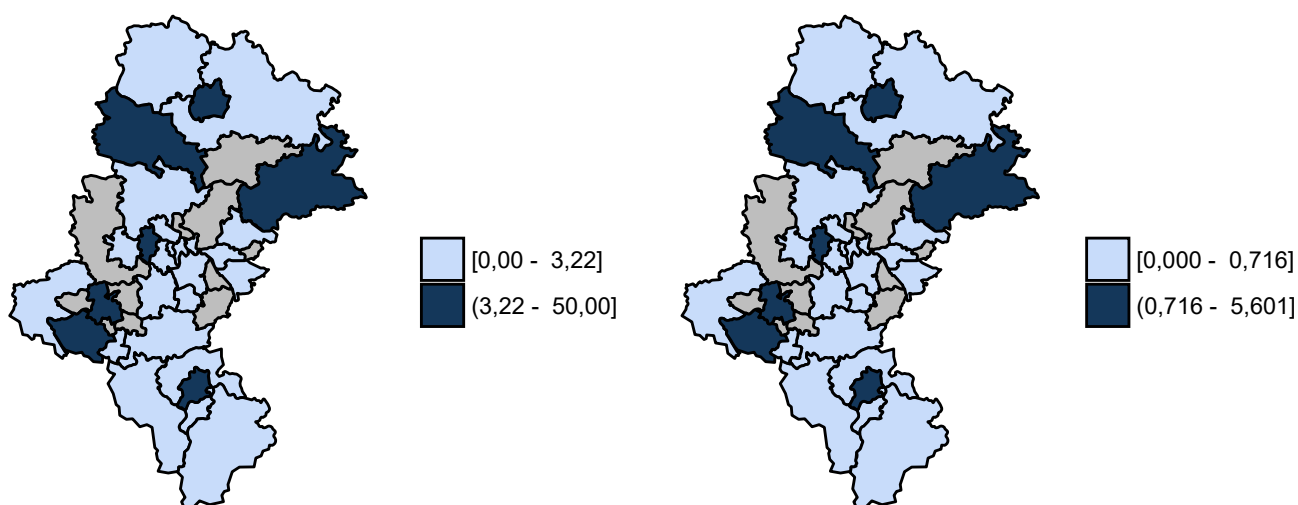 [0,00 - 3,22]
(3,22 - 50,00]
[0,000 - 0,716]
(0,716 - 5,601]